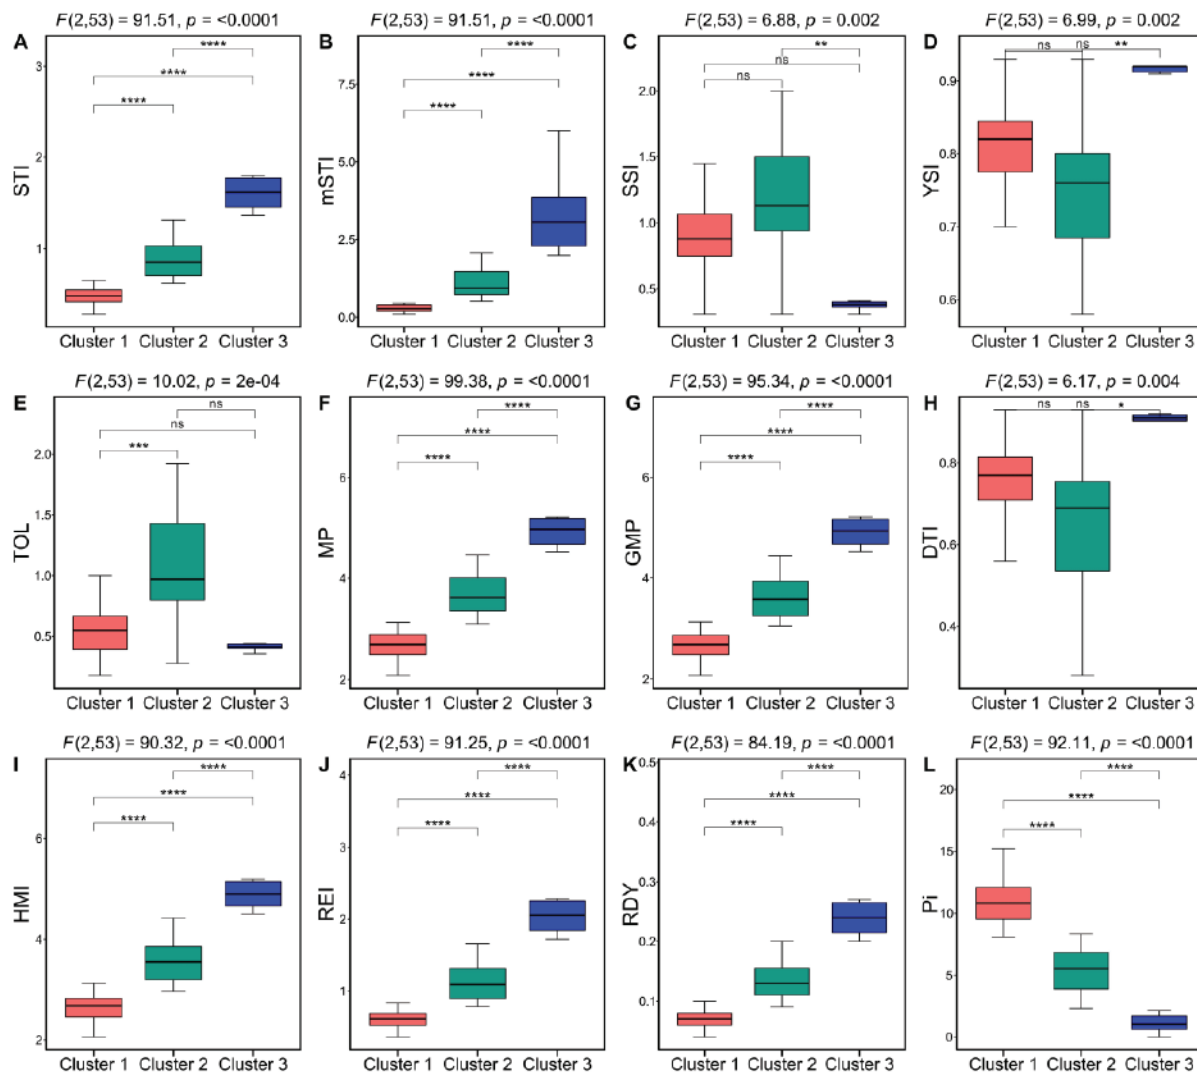 F(2,53) = 91.51, p = <0.0001
A
STI
3
2
1
****
****
****
Cluster 1 Cluster 2 Cluster 3
F(2,53) = 91.51, p = <0.0001
B
mSTI
7.5
5.0
2.5
0.0
****
****
****
Cluster 1 Cluster 2 Cluster 3
F(2,53) = 6.88, p = 0.002
C
SSI
2.0
1.5
1.0
0.5
**
ns
ns
Cluster 1 Cluster 2 Cluster 3
F(2,53) = 6.99, p = 0.002
D
YSI
0.9
0.8
0.7
0.6
ns ns **
Cluster 1 Cluster 2 Cluster 3
F(2,53) = 10.02, p = 2e-04
E
TOL
2.0
1.5
1.0
0.5
ns
ns
***
Cluster 1 Cluster 2 Cluster 3
F(2,53) = 99.38, p = <0.0001
F
MP
6
4
2
****
****
****
Cluster 1 Cluster 2 Cluster 3
F(2,53) = 95.34, p = <0.0001
G
GMP
6
4
2
****
****
****
Cluster 1 Cluster 2 Cluster 3
F(2,53) = 6.17, p = 0.004
H
DTI
0.8
0.6
0.4
ns ns *
Cluster 1 Cluster 2 Cluster 3
F(2,53) = 90.32, p = <0.0001
I
HMI
6
4
2
****
****
****
Cluster 1 Cluster 2 Cluster 3
F(2,53) = 91.25, p = <0.0001
J
REI
4
3
2
1
****
****
****
Cluster 1 Cluster 2 Cluster 3
F(2,53) = 84.19, p = <0.0001
K
RDY
0.5
0.4
0.3
0.2
0.1
****
****
****
Cluster 1 Cluster 2 Cluster 3
F(2,53) = 92.11, p = <0.0001
L
Pi
20
15
10
5
0
****
****
****
Cluster 1 Cluster 2 Cluster 3